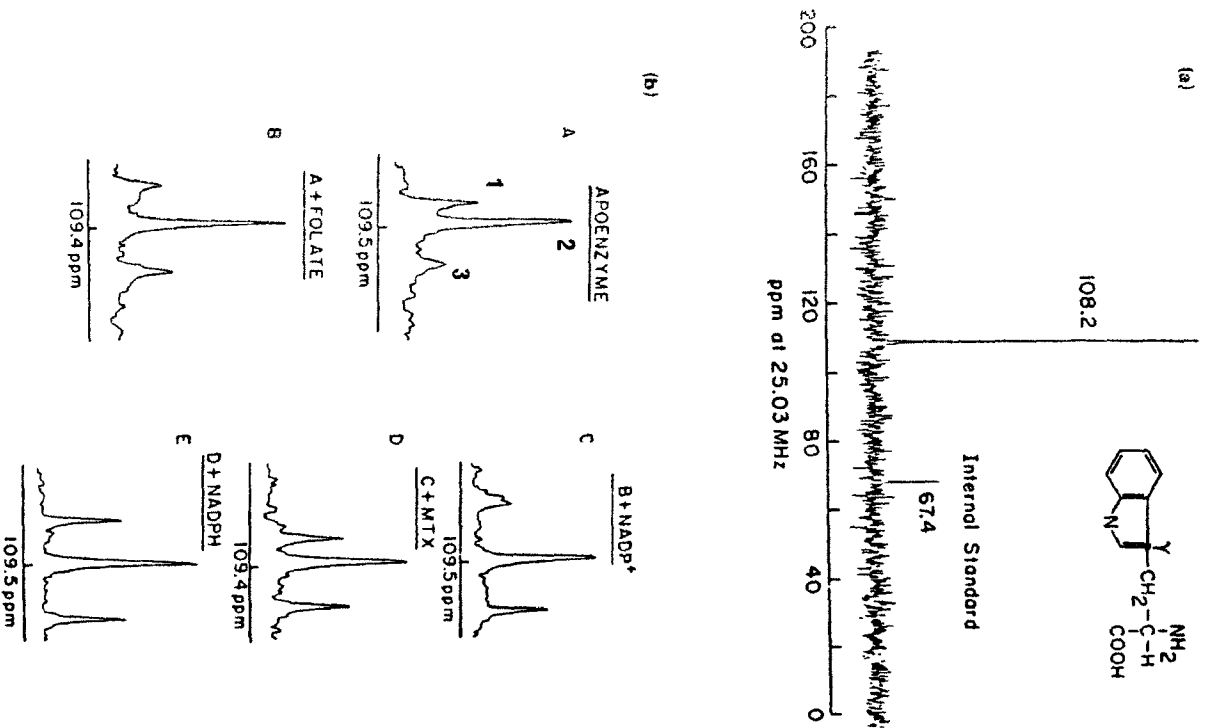 (a)
108.2
67.4
Internal Standard
N
Y
CH2-C-H
NH2
COOH
200 160 120 80 40 0
ppm at 25.03 MHz
(b)
A
APOENZYME
1
2
3
109.5 ppm
B
A + FOLATE
109.4 ppm
C
B + NADP+
109.5 ppm
D
C + MTX
109.4 ppm
E
D + NADPH
109.5 ppm